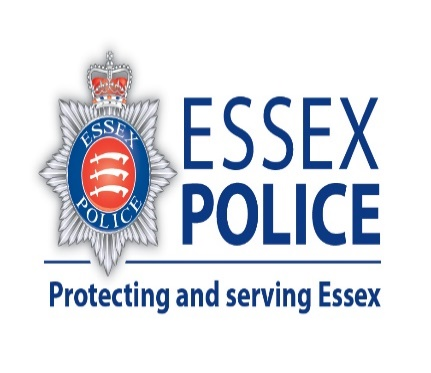 ESSEX
POLICE
ESSEX
POLICE
Protecting and serving Essex